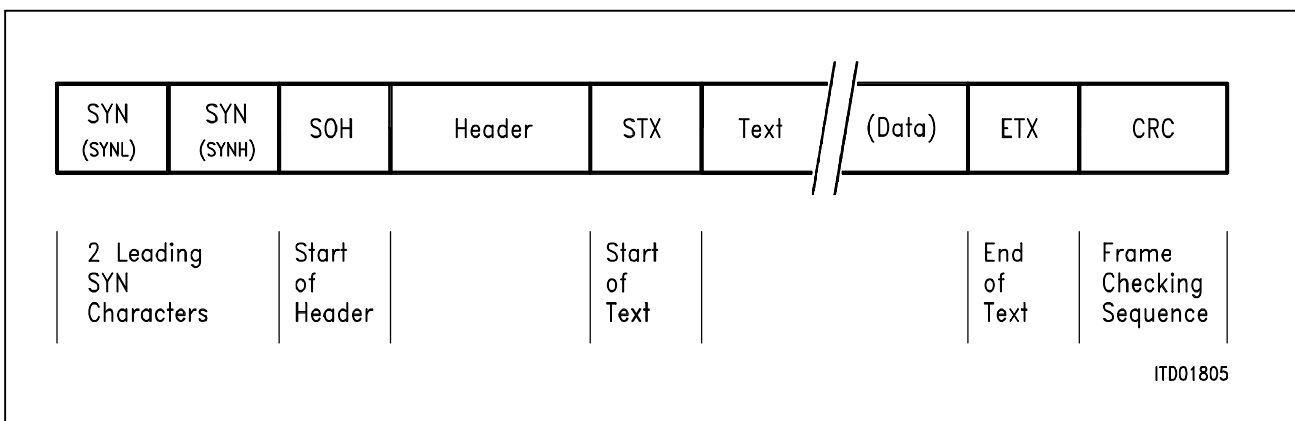 SYN SYN SOH Header STX Text (Data) ETX CRC
(SYNL) (SYNH)
2 Leading Start Start End Frame
SYN of of of Checking
Characters Header Text Text Sequence
ITD01805